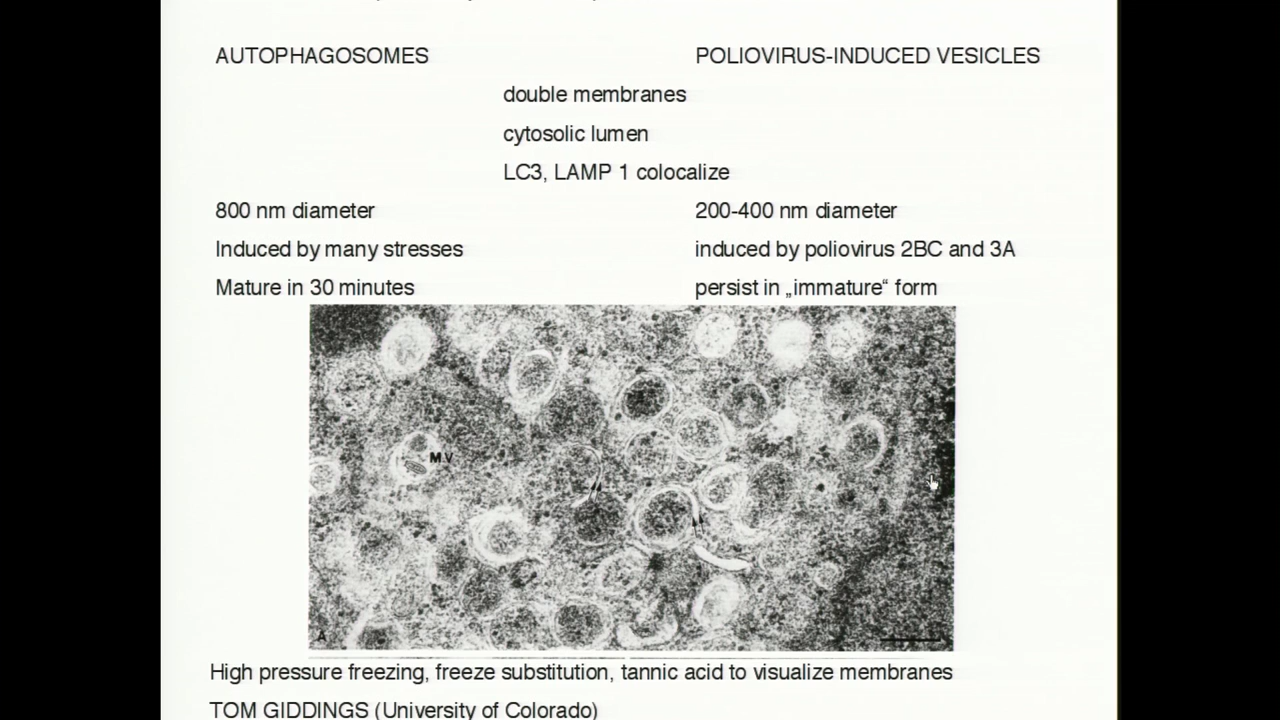 AUTOPHAGOSOMES POLIOVIRUS-INDUCED VESICLES
double membranes
cytosolic lumen
LC3, LAMP 1 colocalize
800 nm diameter 200-400 nm diameter
Induced by many stresses induced by poliovirus 2BC and 3A
Mature in 30 minutes persist in „immature“ form
M.V
A
High pressure freezing, freeze substitution, tannic acid to visualize membranes
TOM GIDDINGS (University of Colorado)